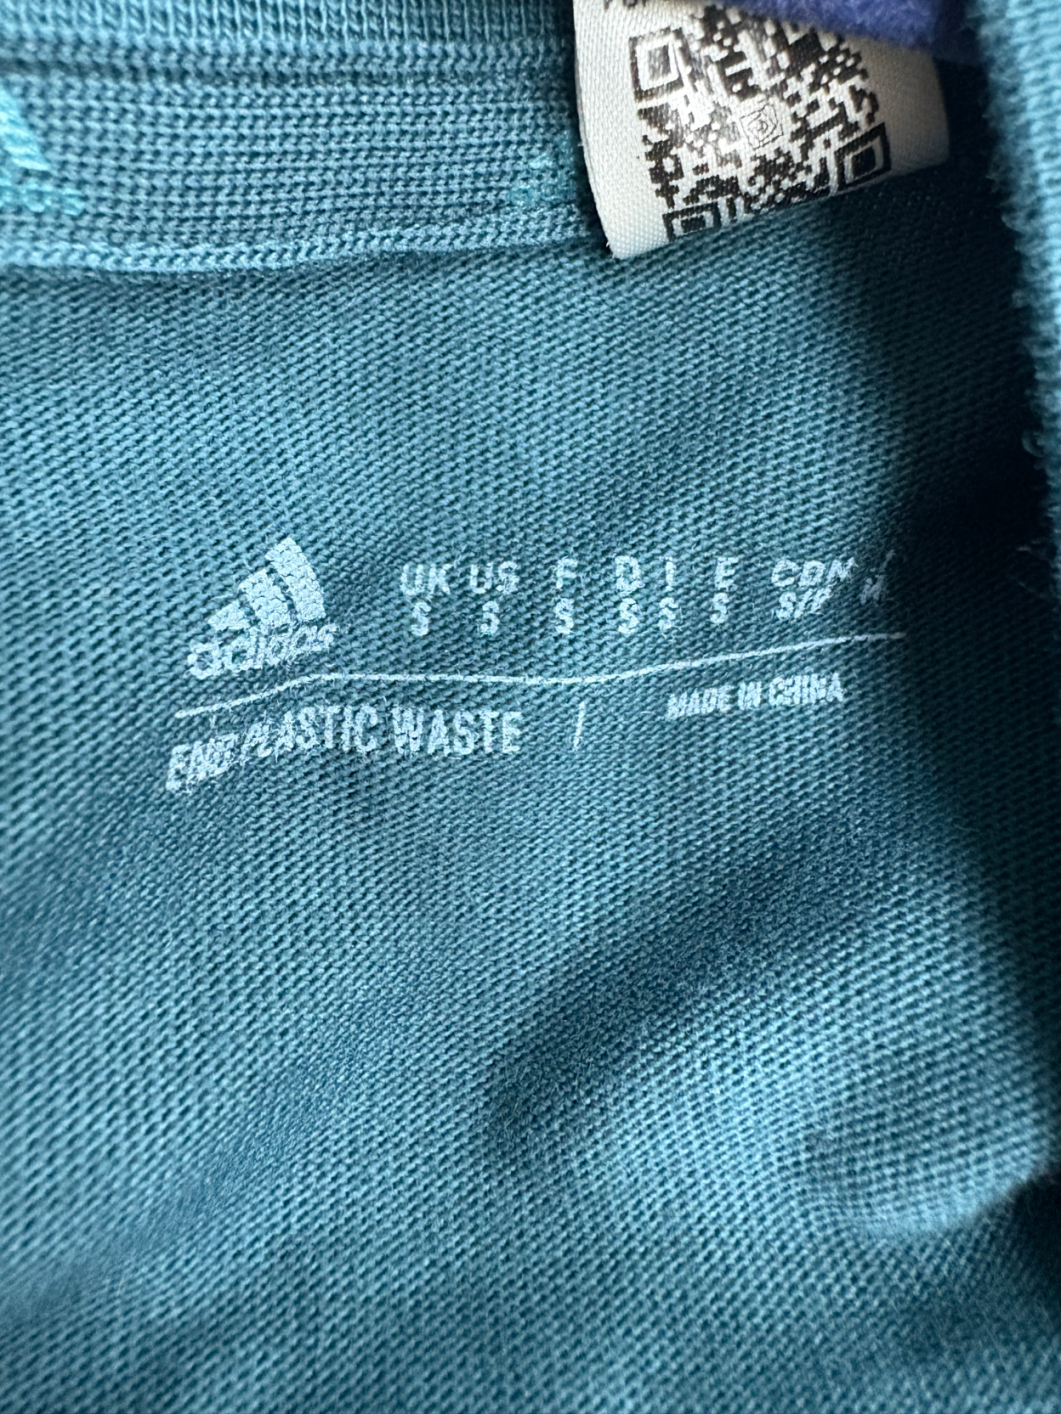 adidas
UK US F D I E CDN J
S S S S S S S/P M
END PLASTIC WASTE / MADE IN CHINA